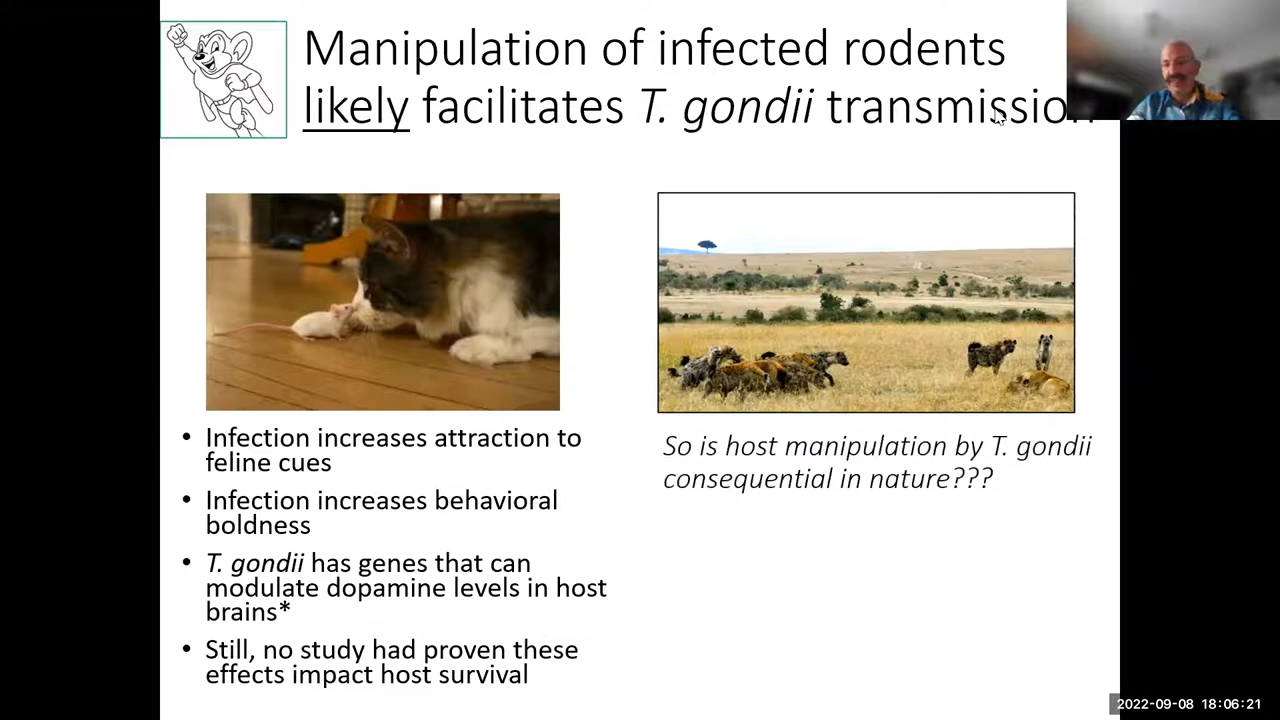 Manipulation of infected rodents
likely facilitates T. gondii transmission
• Infection increases attraction to
feline cues
• Infection increases behavioral
boldness
• T. gondii has genes that can
modulate dopamine levels in host
brains*
• Still, no study had proven these
effects impact host survival
So is host manipulation by T. gondii
consequential in nature???
2022-09-08 18:06:21